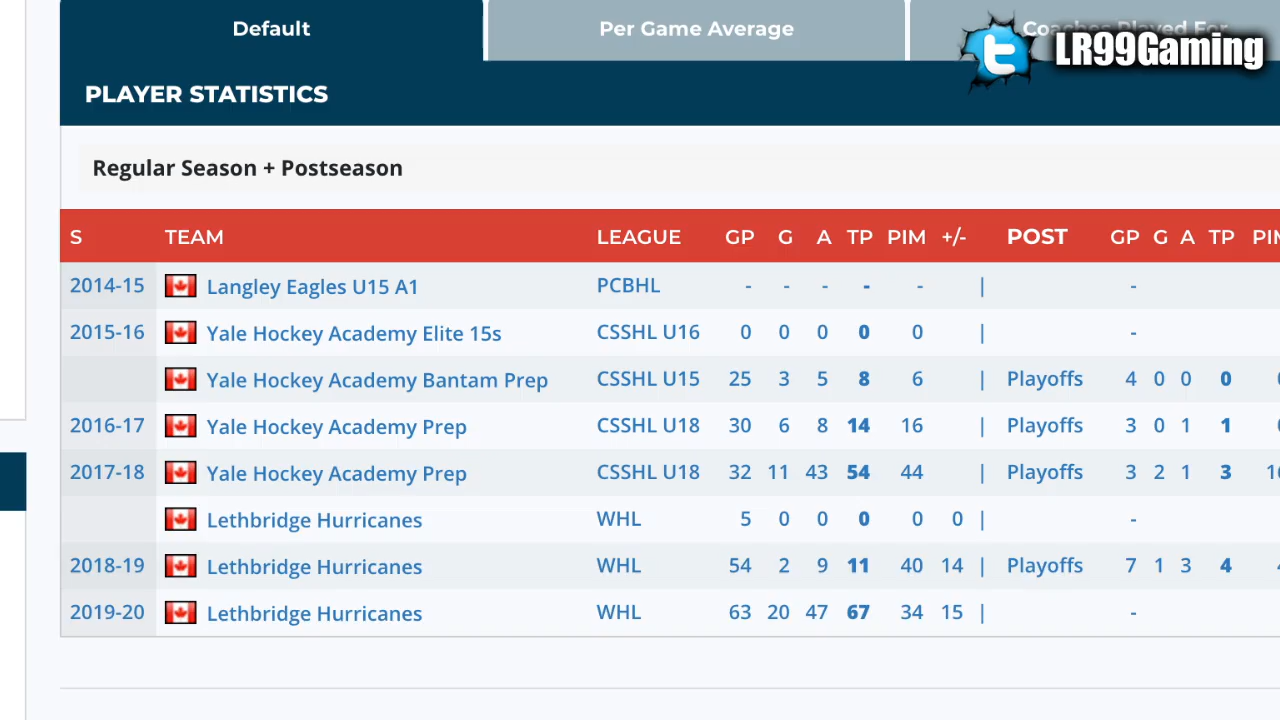 Default Per Game Average Coaches Played For
LR99Gaming
PLAYER STATISTICS
Regular Season + Postseason
S TEAM LEAGUE GP G A TP PIM +/- POST GP G A TP PIM
2014-15 Langley Eagles U15 A1 PCBHL - - - - - | -
2015-16 Yale Hockey Academy Elite 15s CSSHL U16 0 0 0 0 0 | -
Yale Hockey Academy Bantam Prep CSSHL U15 25 3 5 8 6 | Playoffs 4 0 0 0
2016-17 Yale Hockey Academy Prep CSSHL U18 30 6 8 14 16 | Playoffs 3 0 1 1
2017-18 Yale Hockey Academy Prep CSSHL U18 32 11 43 54 44 | Playoffs 3 2 1 3
Lethbridge Hurricanes WHL 5 0 0 0 0 0 | -
2018-19 Lethbridge Hurricanes WHL 54 2 9 11 40 14 | Playoffs 7 1 3 4
2019-20 Lethbridge Hurricanes WHL 63 20 47 67 34 15 | -